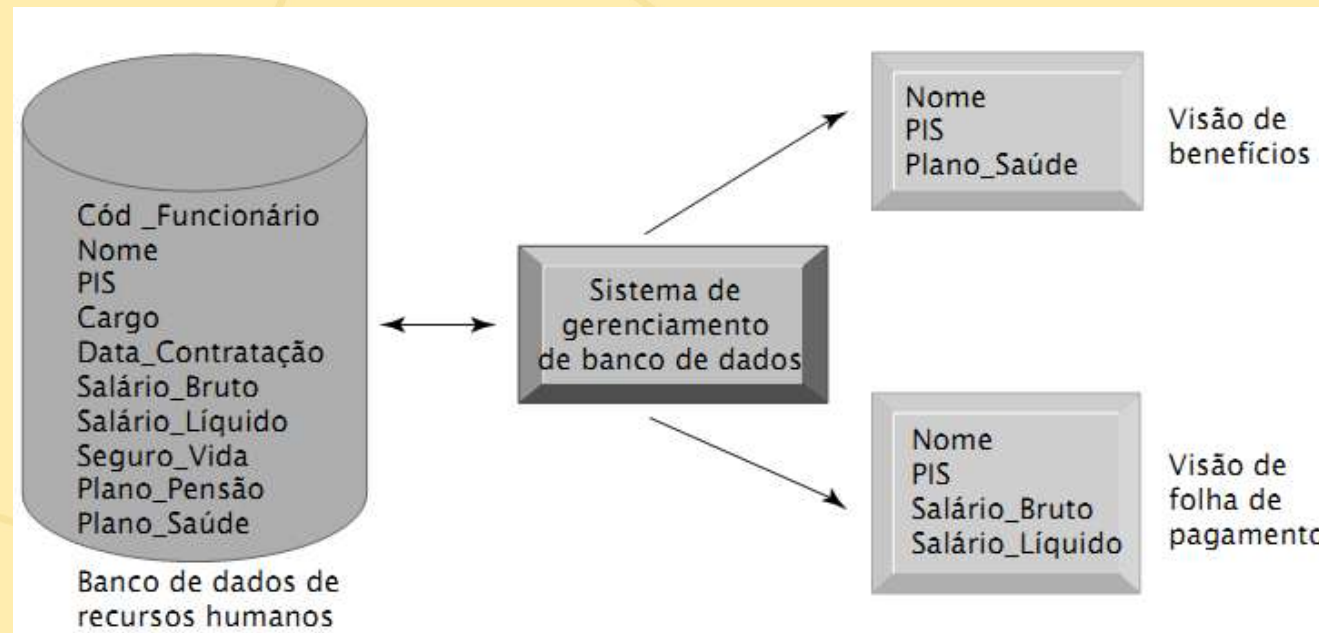 Cód _Funcionário
Nome
PIS
Cargo
Data_Contratação
Salário_Bruto
Salário_Líquido
Seguro_Vida
Plano_Pensão
Plano_Saúde
Banco de dados de
recursos humanos
Sistema de
gerenciamento
de banco de dados
Nome
PIS
Plano_Saúde
Visão de
benefícios
Nome
PIS
Salário_Bruto
Salário_Líquido
Visão de
folha de
pagamento